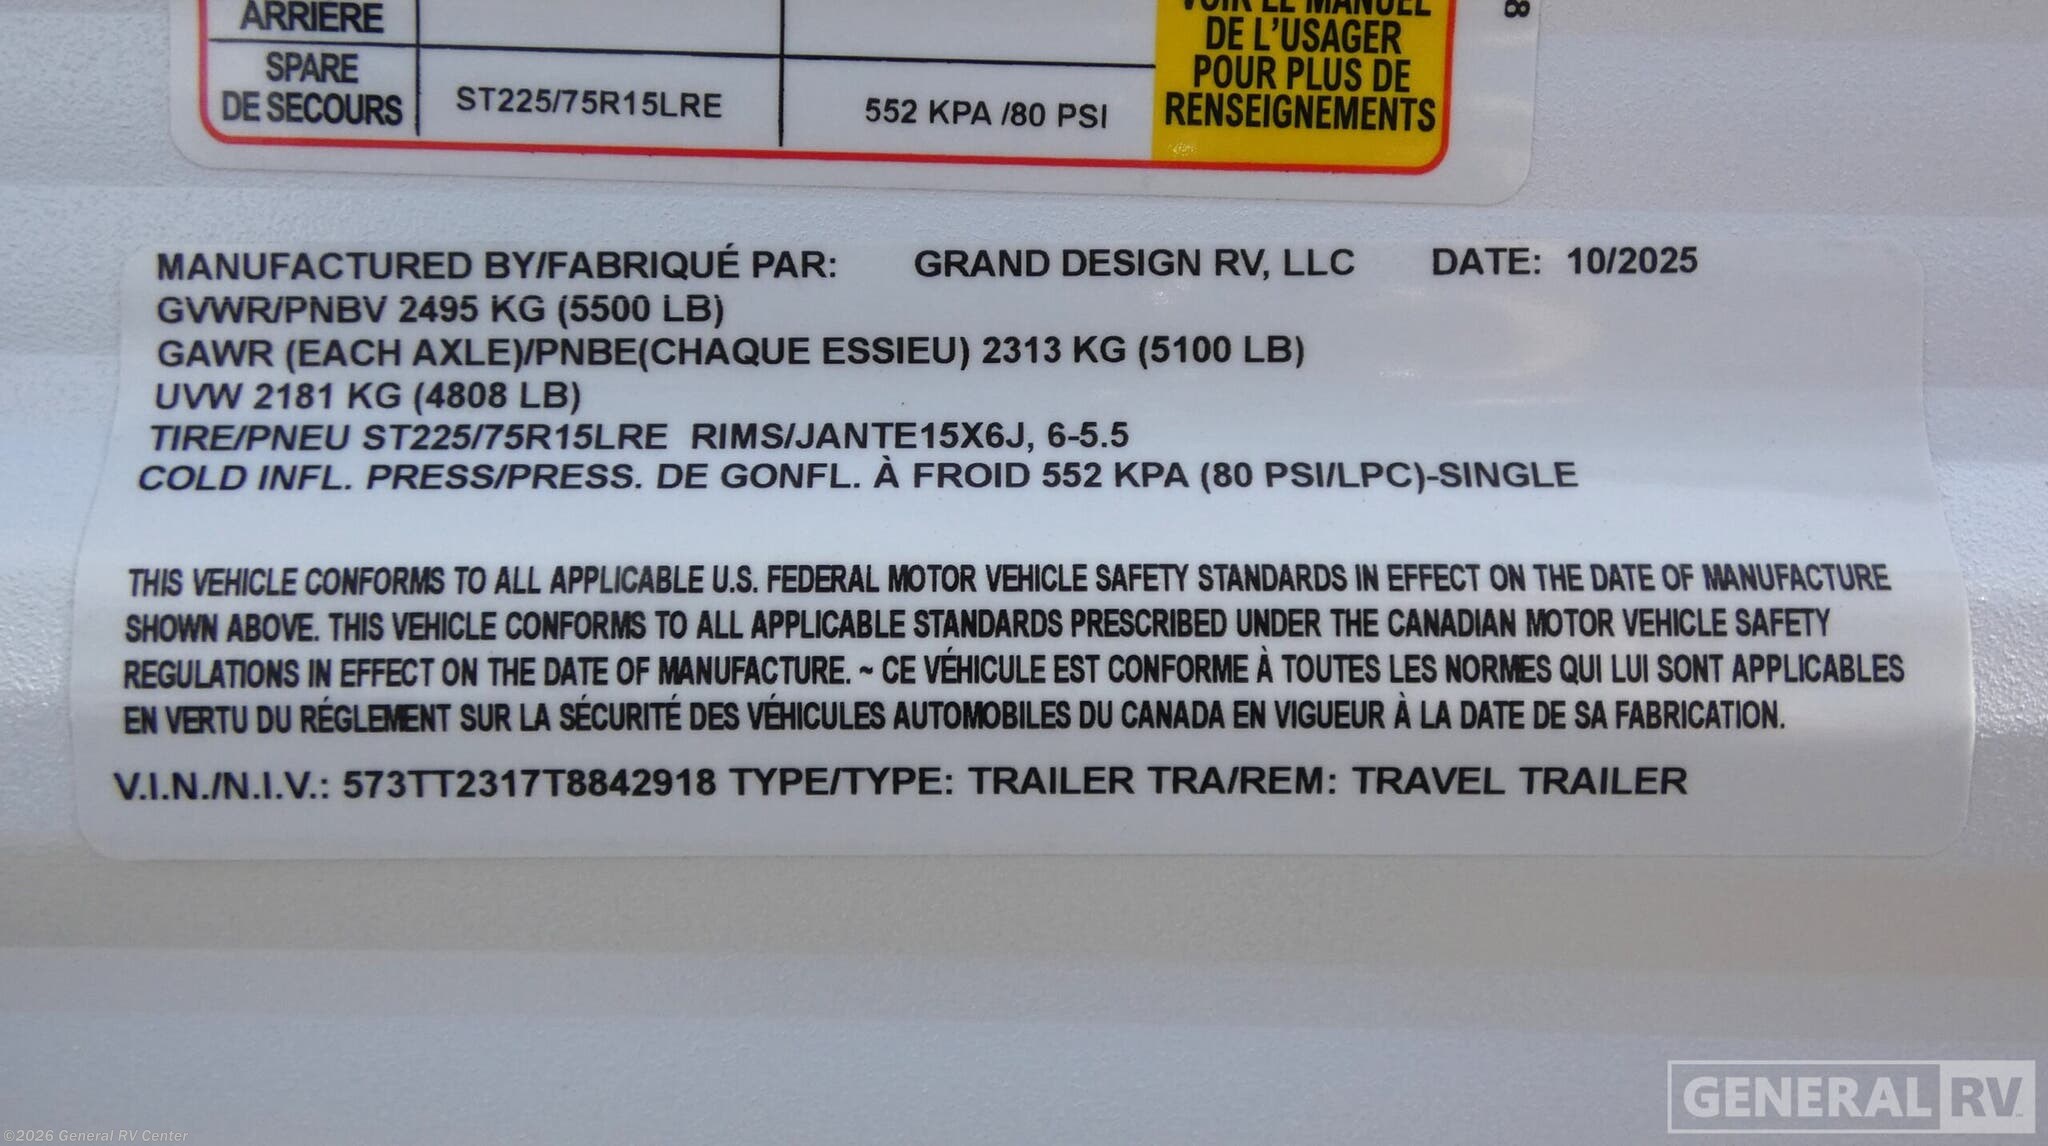 ARRIÈRE
SPARE
DE SECOURS
ST225/75R15LRE
552 KPA /80 PSI
VOIR LE MANUEL
DE L'USAGER
POUR PLUS DE
RENSEIGNEMENTS
8
MANUFACTURED BY/FABRIQUÉ PAR: GRAND DESIGN RV, LLC DATE: 10/2025
GVWR/PNBV 2495 KG (5500 LB)
GAWR (EACH AXLE)/PNBE(CHAQUE ESSIEU) 2313 KG (5100 LB)
UVW 2181 KG (4808 LB)
TIRE/PNEU ST225/75R15LRE RIMS/JANTE15X6J, 6-5.5
COLD INFL. PRESS/PRESS. DE GONFL. À FROID 552 KPA (80 PSI/LPC)-SINGLE
THIS VEHICLE CONFORMS TO ALL APPLICABLE U.S. FEDERAL MOTOR VEHICLE SAFETY STANDARDS IN EFFECT ON THE DATE OF MANUFACTURE
SHOWN ABOVE. THIS VEHICLE CONFORMS TO ALL APPLICABLE STANDARDS PRESCRIBED UNDER THE CANADIAN MOTOR VEHICLE SAFETY
REGULATIONS IN EFFECT ON THE DATE OF MANUFACTURE. ~ CE VÉHICULE EST CONFORME À TOUTES LES NORMES QUI LUI SONT APPLICABLES
EN VERTU DU RÉGLEMENT SUR LA SÉCURITÉ DES VÉHICULES AUTOMOBILES DU CANADA EN VIGUEUR À LA DATE DE SA FABRICATION.
V.I.N./N.I.V.: 573TT2317T8842918 TYPE/TYPE: TRAILER TRA/REM: TRAVEL TRAILER
GENERAL RV
©2026 General RV Center